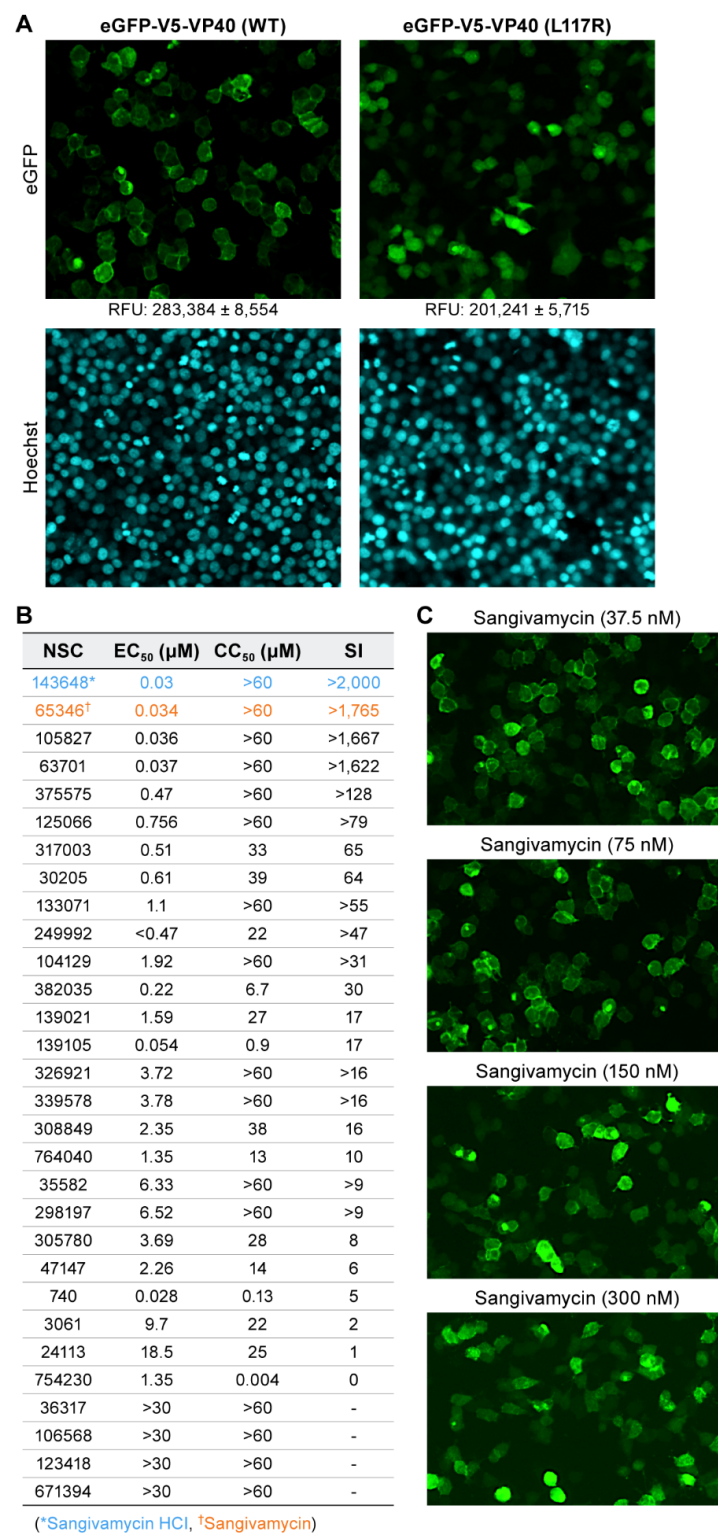 A
eGFP-V5-VP40 (WT) eGFP-V5-VP40 (L117R)
eGFP
RFU: 283,384 ± 8,554 RFU: 201,241 ± 5,715
Hoechst
B
NSC EC50 (µM) CC50 (µM) SI
143648* 0.03 >60 >2,000
65346† 0.034 >60 >1,765
105827 0.036 >60 >1,667
63701 0.037 >60 >1,622
375575 0.47 >60 >128
125066 0.756 >60 >79
317003 0.51 33 65
30205 0.61 39 64
133071 1.1 >60 >55
249992 <0.47 22 >47
104129 1.92 >60 >31
382035 0.22 6.7 30
139021 1.59 27 17
139105 0.054 0.9 17
326921 3.72 >60 >16
339578 3.78 >60 >16
308849 2.35 38 16
764040 1.35 13 10
35582 6.33 >60 >9
298197 6.52 >60 >9
305780 3.69 28 8
47147 2.26 14 6
740 0.028 0.13 5
3061 9.7 22 2
24113 18.5 25 1
754230 1.35 0.004 0
36317 >30 >60 -
106568 >30 >60 -
123418 >30 >60 -
671394 >30 >60 -
(*Sangivamycin HCl, †Sangivamycin)
C
Sangivamycin (37.5 nM)
Sangivamycin (75 nM)
Sangivamycin (150 nM)
Sangivamycin (300 nM)